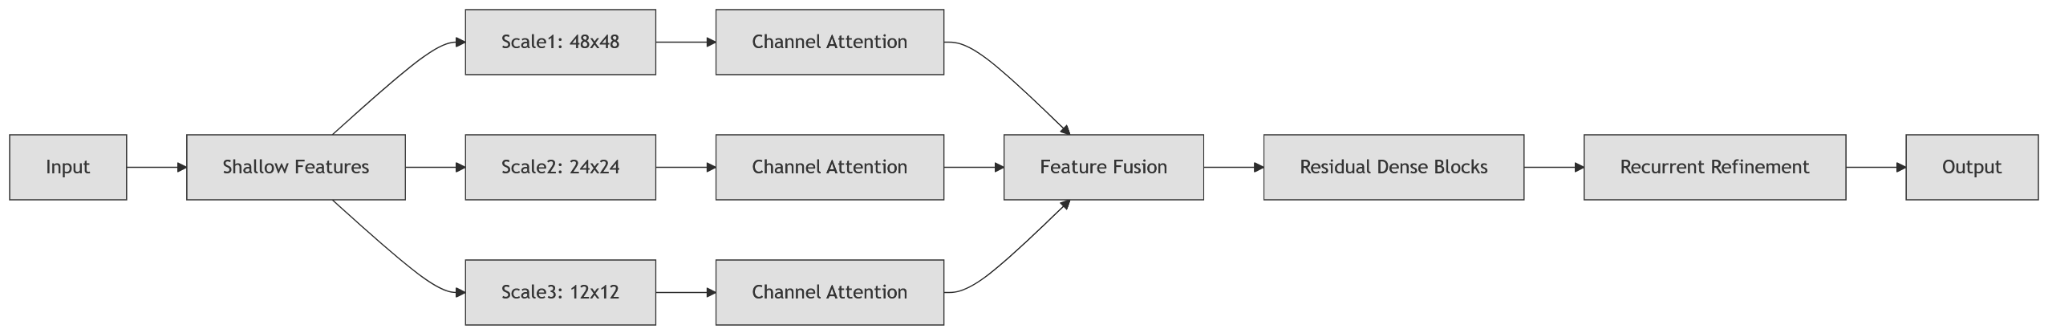 Input
Shallow Features
Scale1: 48x48
Channel Attention
Scale2: 24x24
Channel Attention
Scale3: 12x12
Channel Attention
Feature Fusion
Residual Dense Blocks
Recurrent Refinement
Output